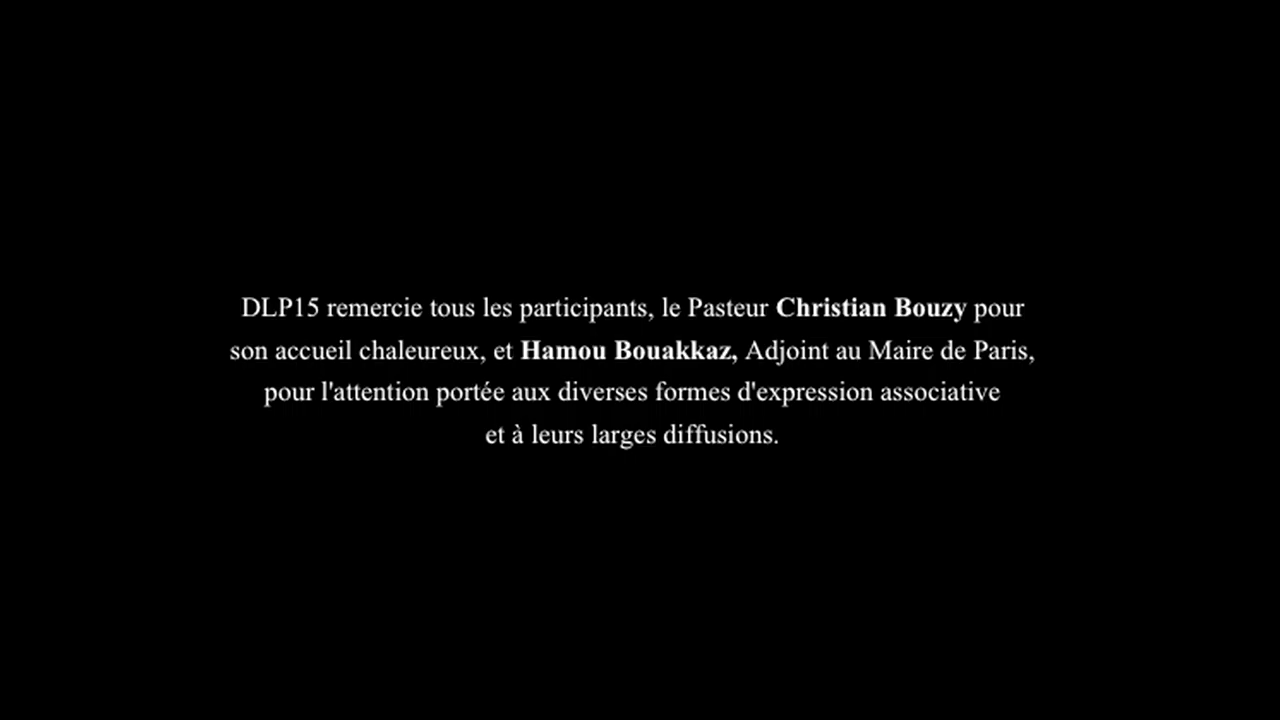 DLP15 remercie tous les participants, le Pasteur Christian Bouzy pour
son accueil chaleureux, et Hamou Bouakkaz, Adjoint au Maire de Paris,
pour l'attention portée aux diverses formes d'expression associative
et à leurs larges diffusions.